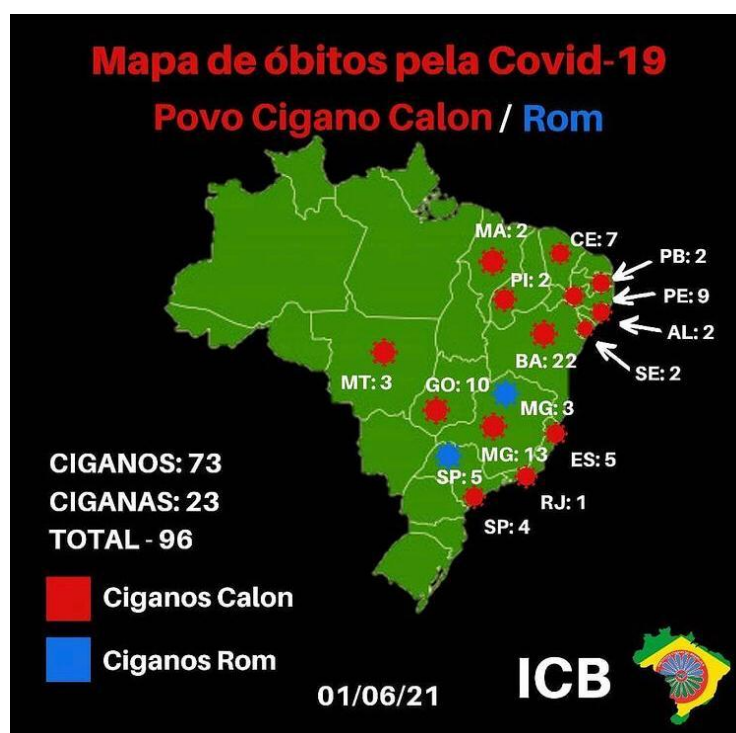 Mapa de óbitos pela Covid-19
Povo Cigano Calon / Rom
MA: 2
CE: 7
PB: 2
PI: 2
PE: 9
AL: 2
BA: 22
SE: 2
MT: 3
GO: 10
MG: 3
MG: 13
ES: 5
SP: 5
RJ: 1
SP: 4
CIGANOS: 73
CIGANAS: 23
TOTAL - 96
Ciganos Calon
Ciganos Rom
01/06/21
ICB